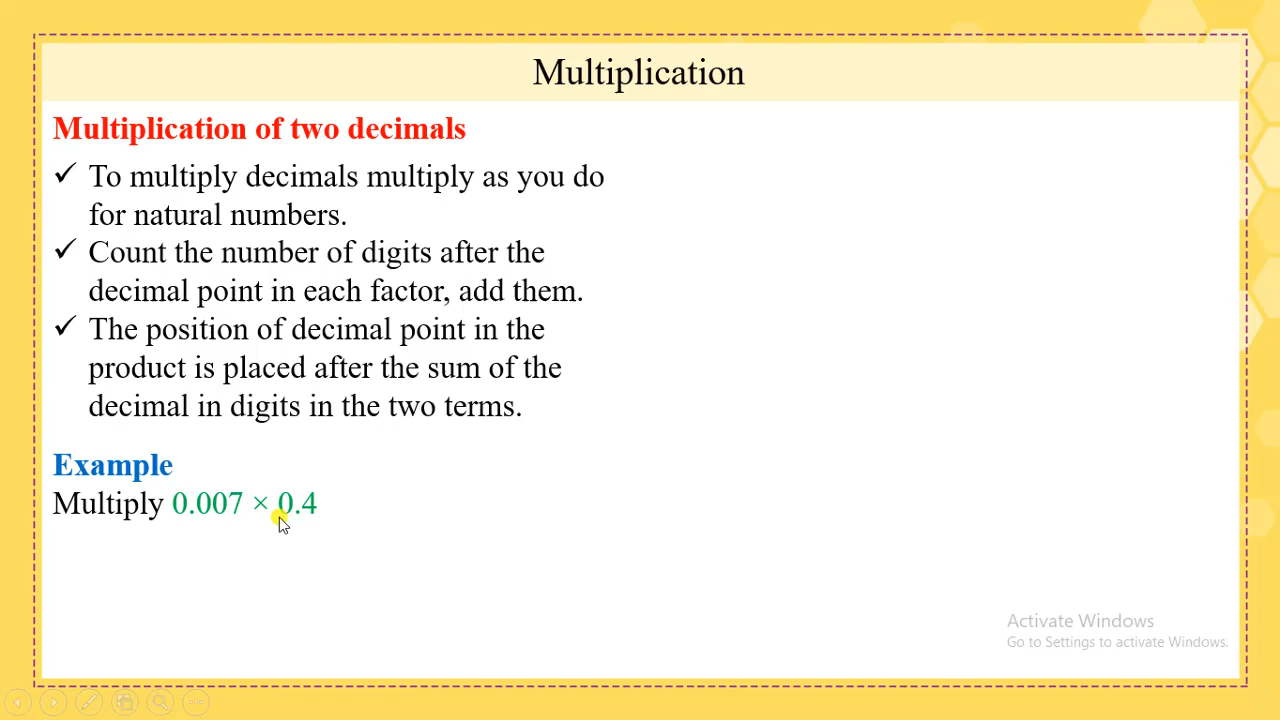 Multiplication
Multiplication of two decimals
✓ To multiply decimals multiply as you do
for natural numbers.
✓ Count the number of digits after the
decimal point in each factor, add them.
✓ The position of decimal point in the
product is placed after the sum of the
decimal in digits in the two terms.
Example
Multiply 0.007 × 0.4
Activate Windows
Go to Settings to activate Windows.